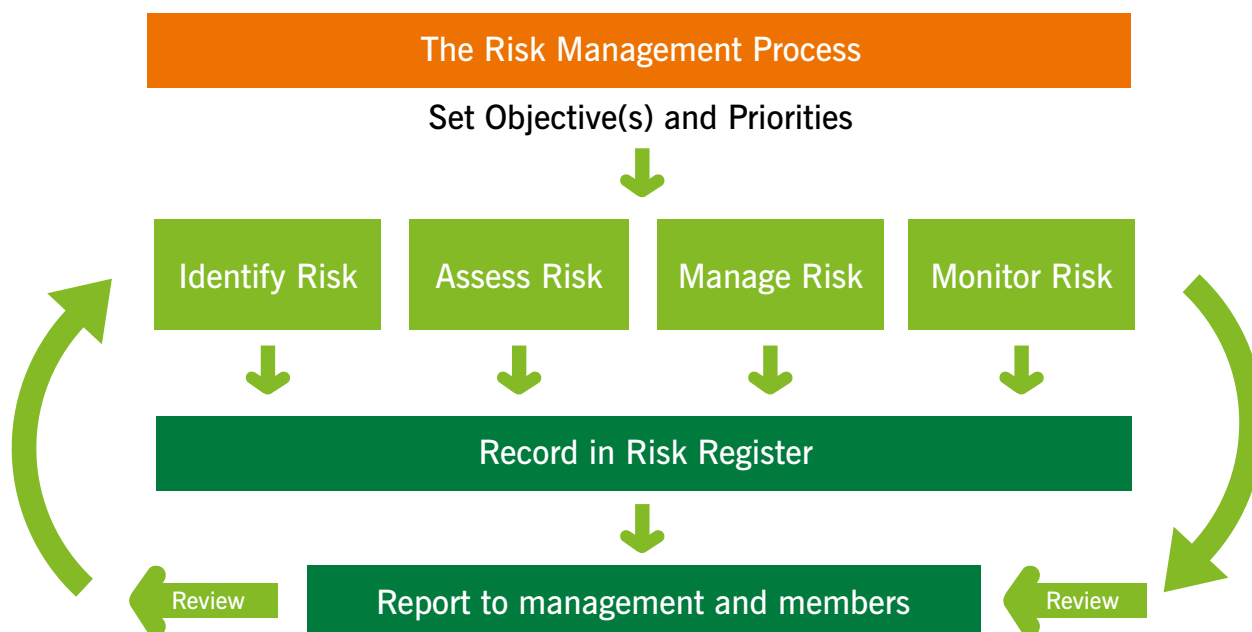 The Risk Management Process
Set Objective(s) and Priorities
Identify Risk
Assess Risk
Manage Risk
Monitor Risk
Record in Risk Register
Review
Report to management and members
Review